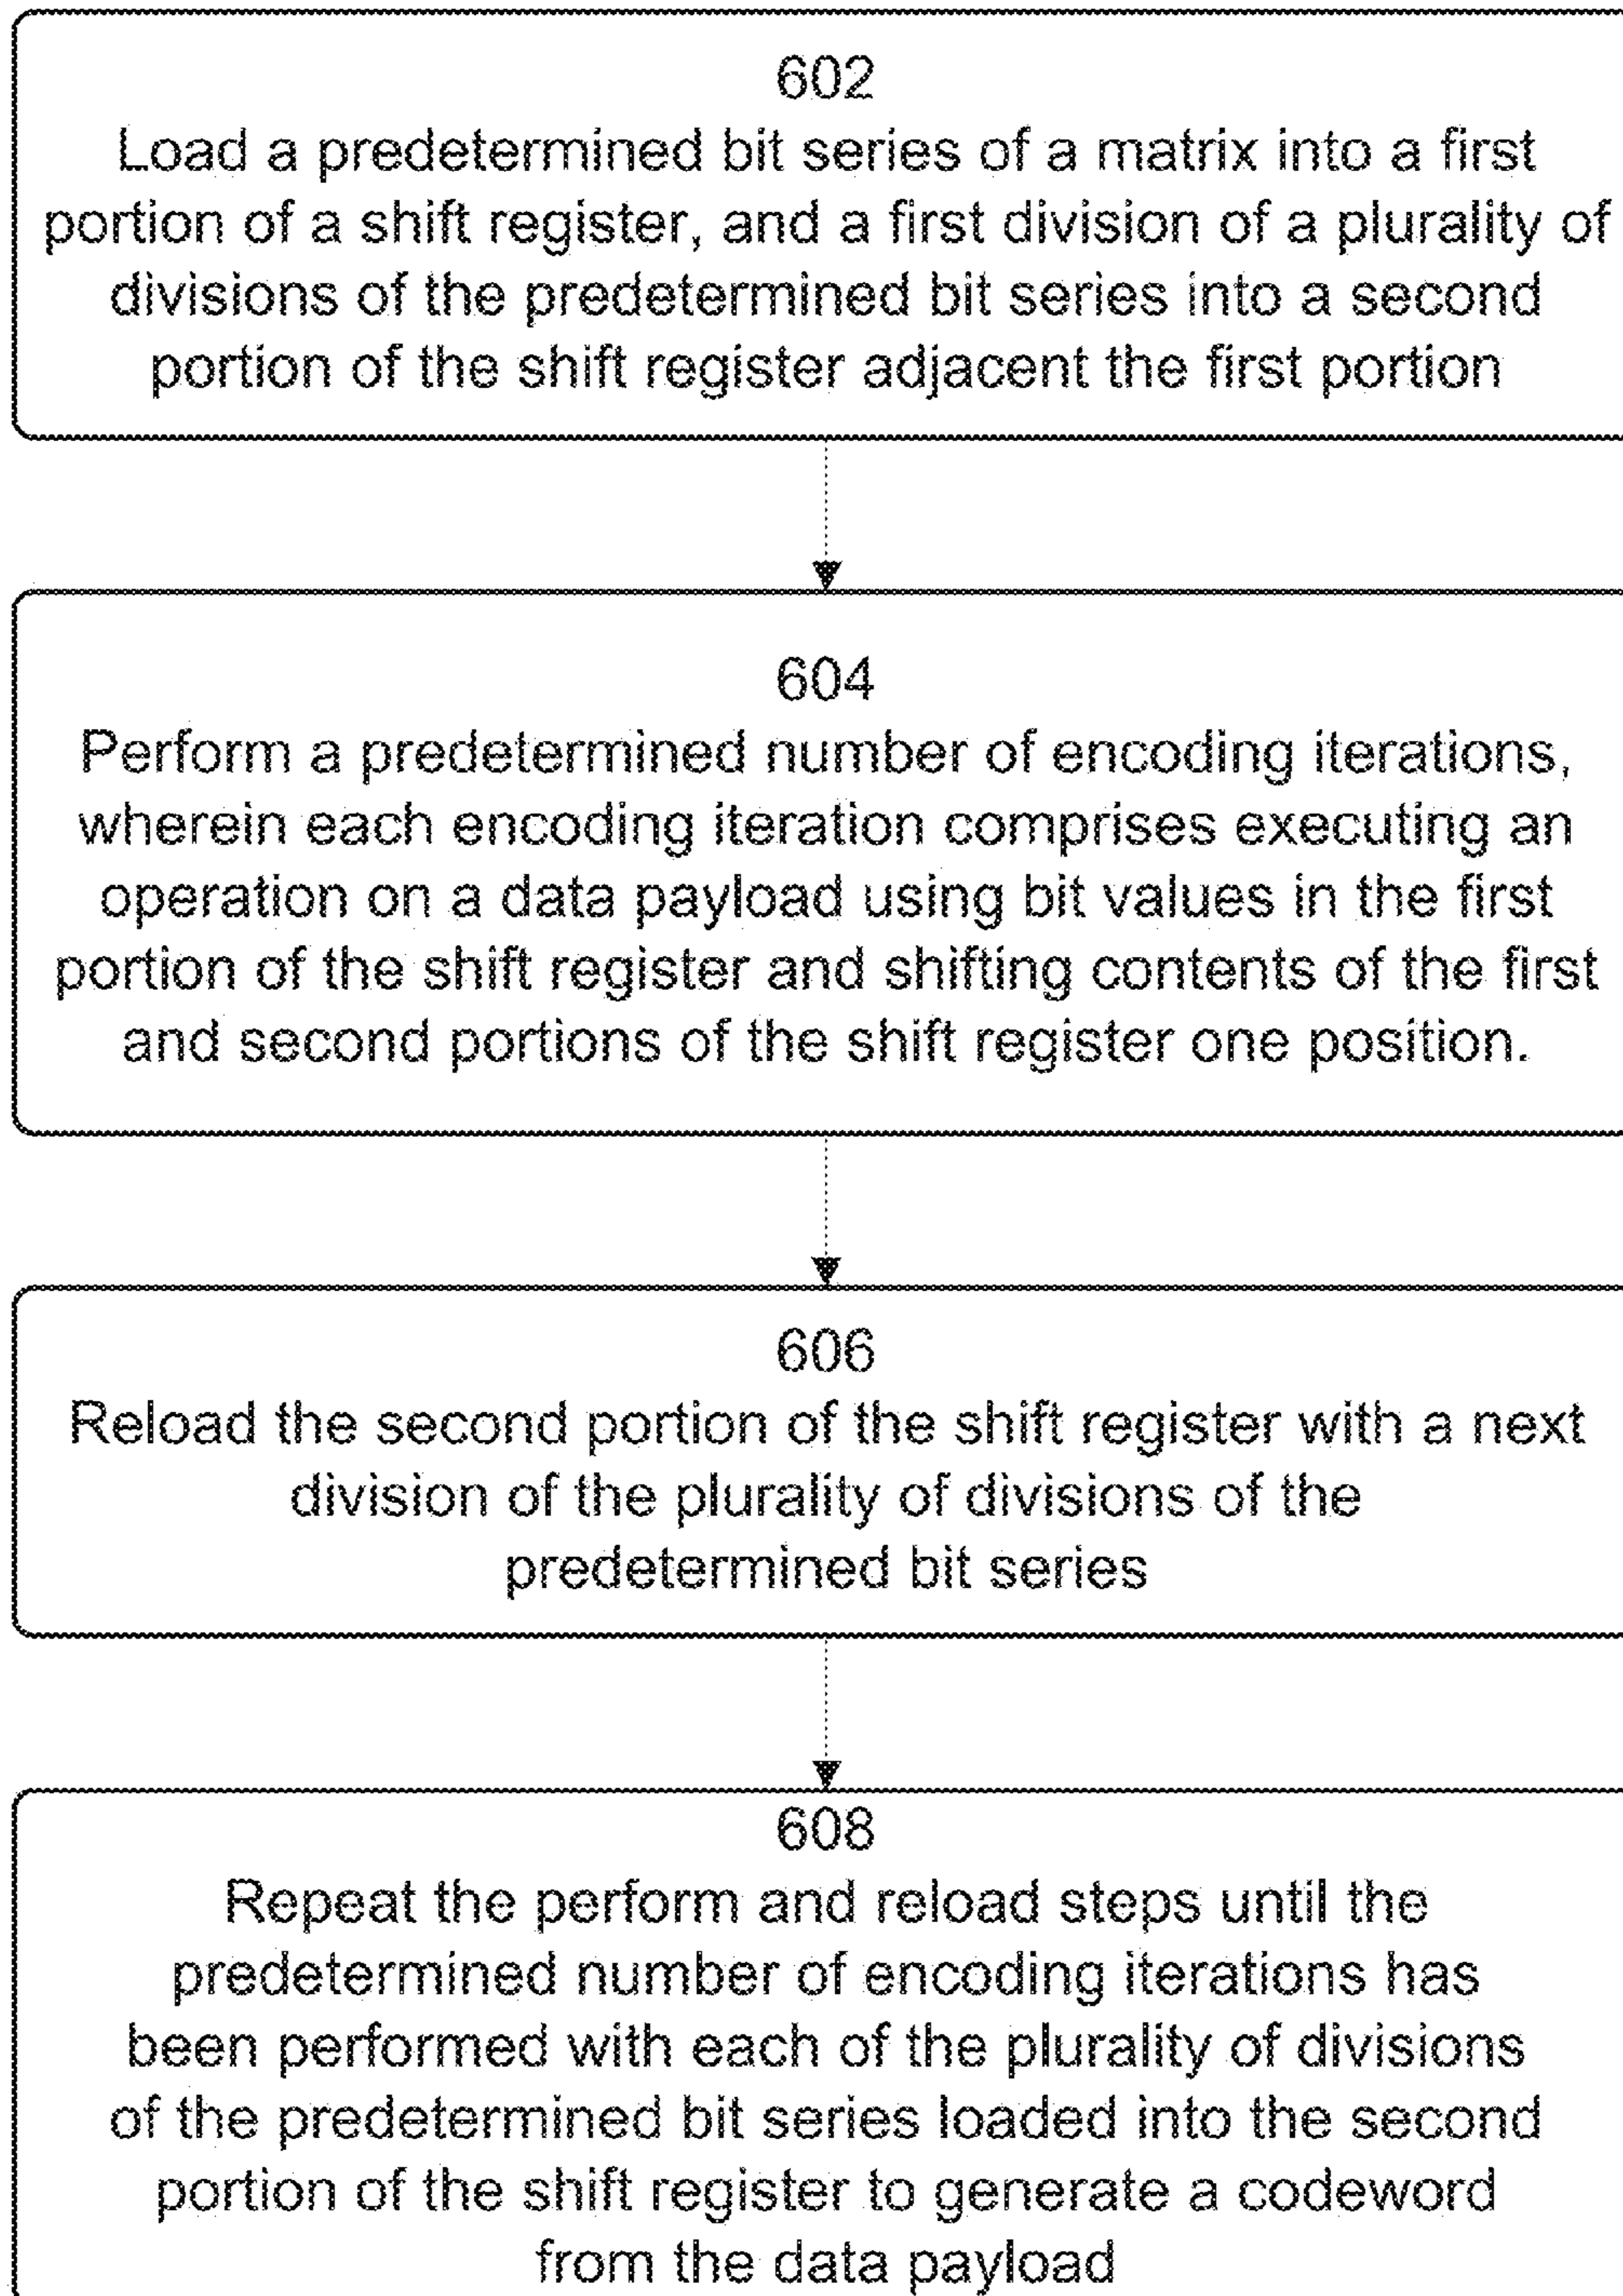 602
Load a predetermined bit series of a matrix into a first
portion of a shift register, and a first division of a plurality of
divisions of the predetermined bit series into a second
portion of the shift register adjacent the first portion
604
Perform a predetermined number of encoding iterations,
wherein each encoding iteration comprises executing an
operation on a data payload using bit values in the first
portion of the shift register and shifting contents of the first
and second portions of the shift register one position.
606
Reload the second portion of the shift register with a next
division of the plurality of divisions of the
predetermined bit series
608
Repeat the perform and reload steps until the
predetermined number of encoding iterations has
been performed with each of the plurality of divisions
of the predetermined bit series loaded into the second
portion of the shift register to generate a codeword
from the data payload